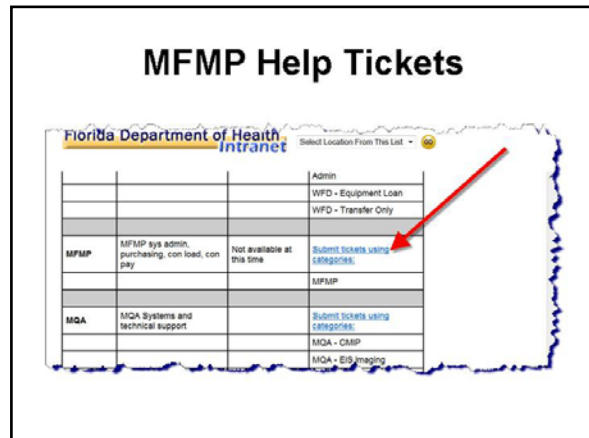 MFMP Help Tickets
Florida Department of Health
Intranet
Select Location From This List
GO
Admin
WFD - Equipment Loan
WFD - Transfer Only
MFMP
MFMP sys admin,
purchasing, con load, con
pay
Not available at
this time
Submit tickets using
categories:
MFMP
MQA
MQA Systems and
technical support
Submit tickets using
categories:
MQA - CMIP
MQA - EIS Imaging